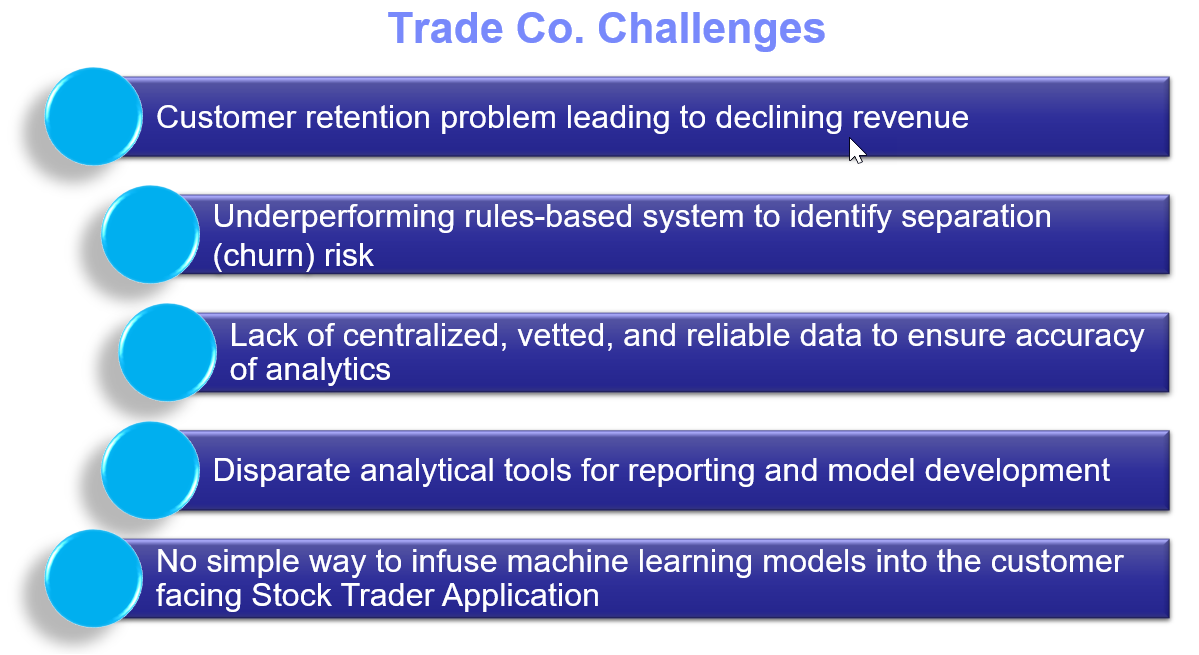 Trade Co. Challenges
Customer retention problem leading to declining revenue
Underperforming rules-based system to identify separation
(churn) risk
Lack of centralized, vetted, and reliable data to ensure accuracy
of analytics
Disparate analytical tools for reporting and model development
No simple way to infuse machine learning models into the customer
facing Stock Trader Application